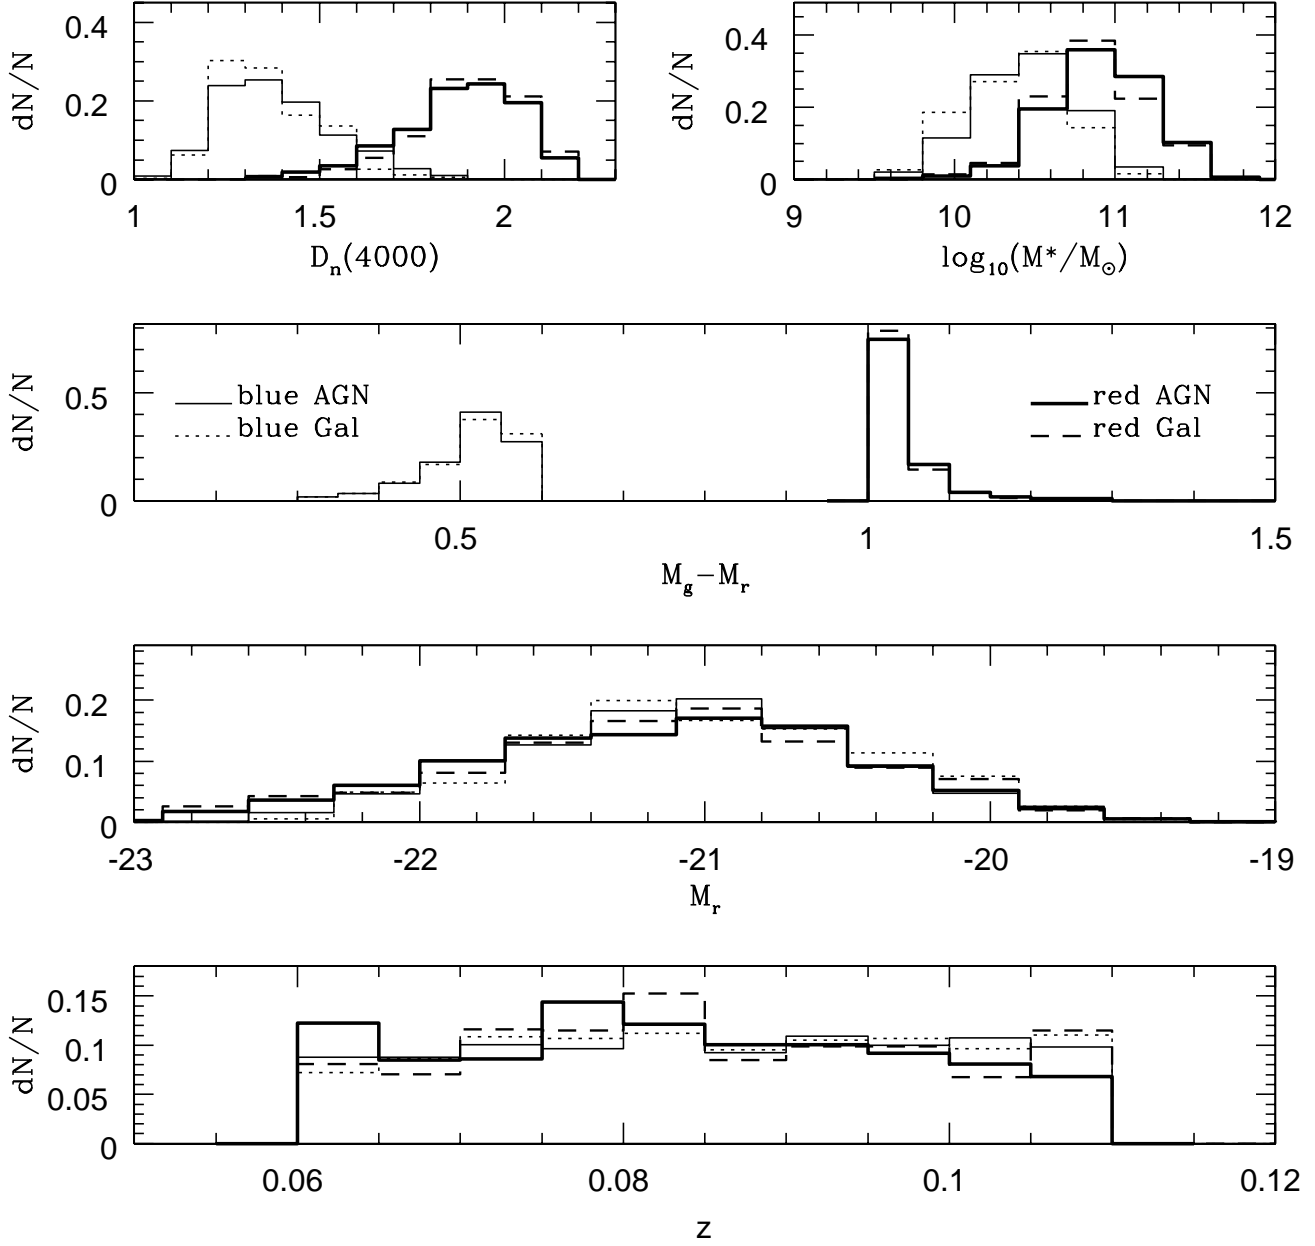 dN/N
0.4
0.2
0
1
1.5
2
D_n(4000)
dN/N
0.4
0.2
0
9
10
11
12
log_10(M*/M_⊙)
dN/N
0.5
0
blue AGN
blue Gal
red AGN
red Gal
0.5
1
1.5
M_g−M_r
dN/N
0.2
0.1
0
-23
-22
-21
-20
-19
M_r
dN/N
0.15
0.1
0.05
0
0.06
0.08
0.1
0.12
z